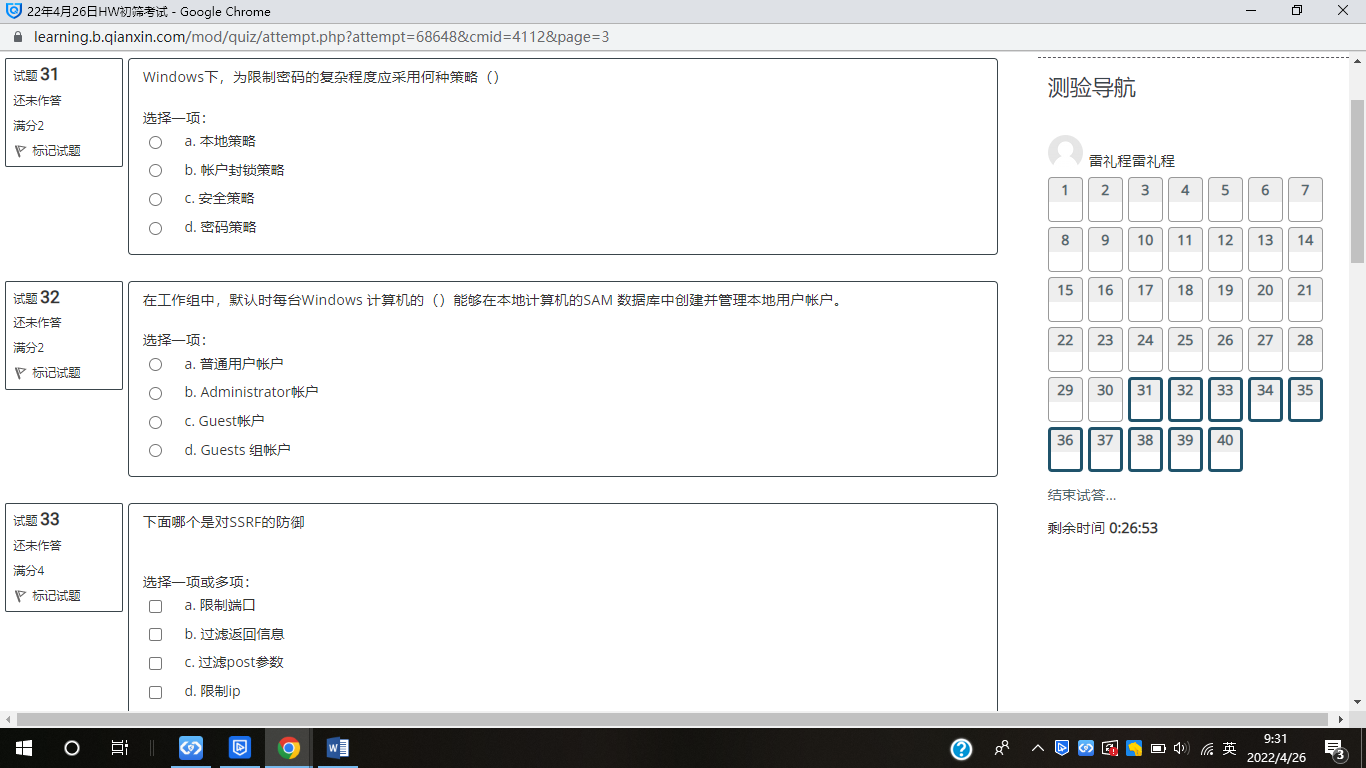 22年4月26日HW初筛考试 - Google Chrome
learning.b.qianxin.com/mod/quiz/attempt.php?attempt=68648&cmid=4112&page=3
试题 31
还未作答
满分2
标记试题
Windows下，为限制密码的复杂程度应采用何种策略（）
选择一项：
a. 本地策略
b. 帐户封锁策略
c. 安全策略
d. 密码策略
试题 32
还未作答
满分2
标记试题
在工作组中，默认时每台Windows 计算机的（）能够在本地计算机的SAM 数据库中创建并管理本地用户帐户。
选择一项：
a. 普通用户帐户
b. Administrator帐户
c. Guest帐户
d. Guests 组帐户
试题 33
还未作答
满分4
标记试题
下面哪个是对SSRF的防御
选择一项或多项：
a. 限制端口
b. 过滤返回信息
c. 过滤post参数
d. 限制ip
测验导航
雷礼程雷礼程
1 2 3 4 5 6 7
8 9 10 11 12 13 14
15 16 17 18 19 20 21
22 23 24 25 26 27 28
29 30 31 32 33 34 35
36 37 38 39 40
结束试答...
剩余时间 0:26:53
英
9:31
2022/4/26
3